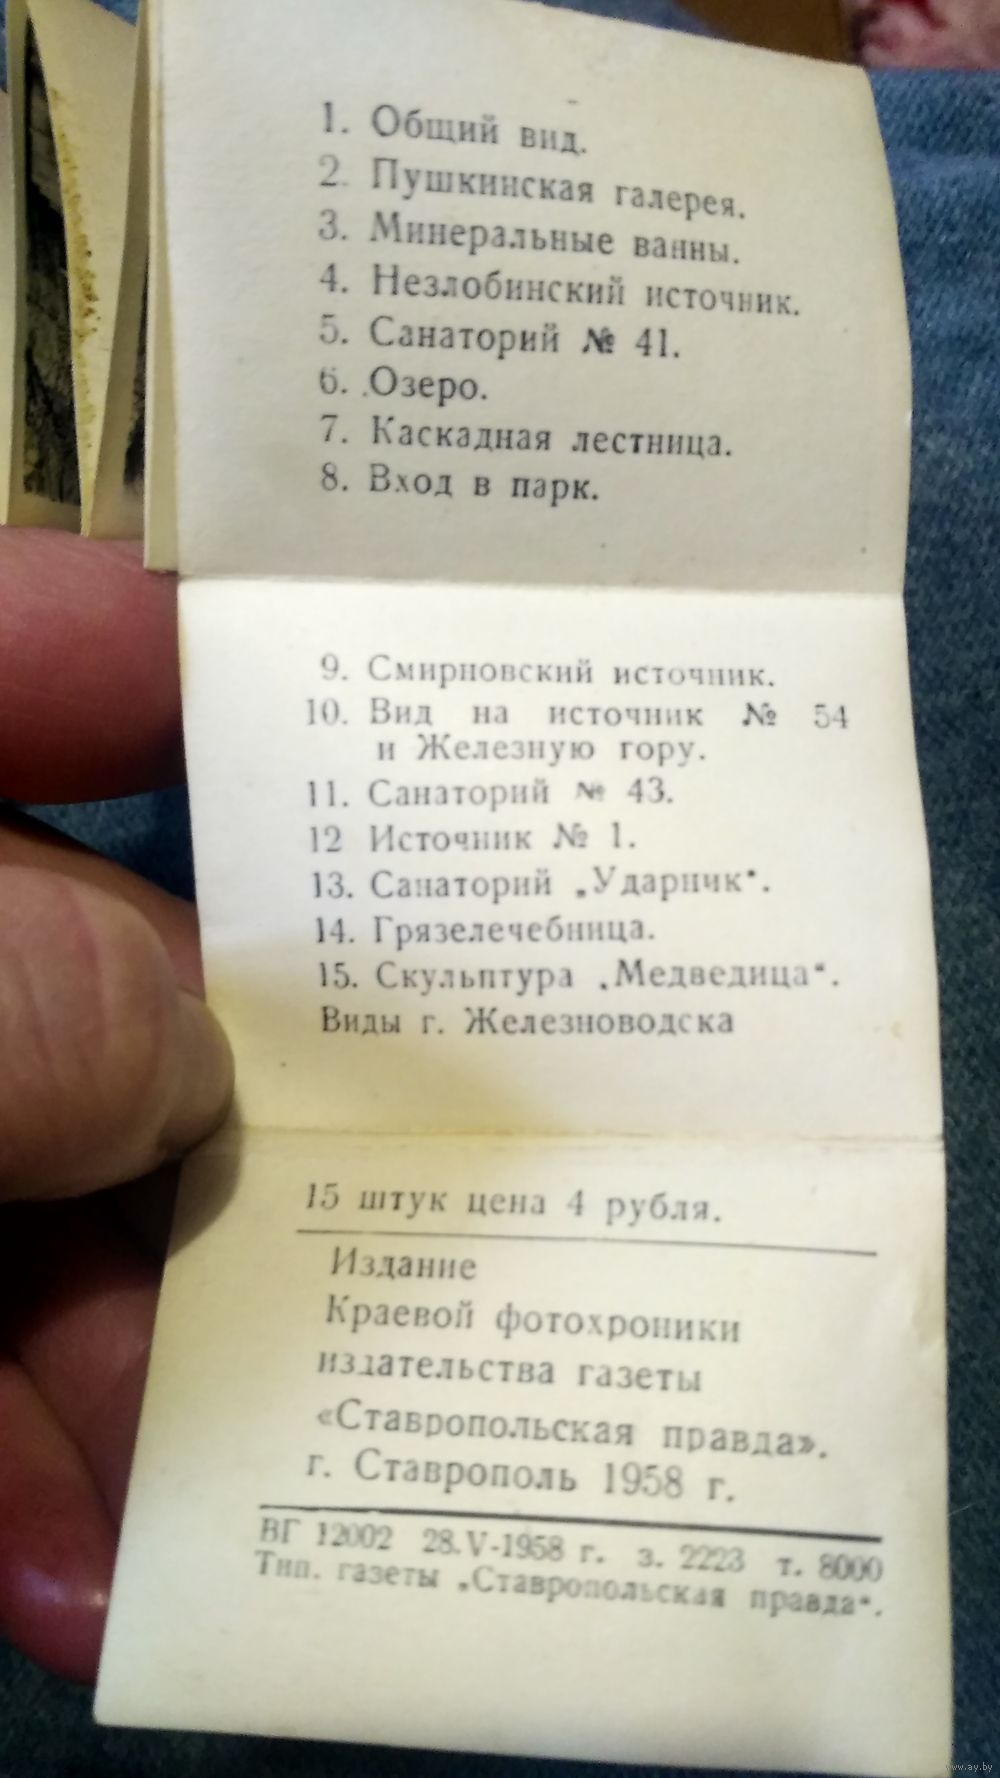 1. Общий вид.
2. Пушкинская галерея.
3. Минеральные ванны.
4. Незлобинский источник.
5. Санаторий № 41.
6. Озеро.
7. Каскадная лестница.
8. Вход в парк.
9. Смирновский источник.
10. Вид на источник № 54
и Железную гору.
11. Санаторий № 43.
12 Источник № 1.
13. Санаторий „Ударник“.
14. Грязелечебница.
15. Скульптура „Медведица“.
Виды г. Железноводска
15 штук цена 4 рубля.
Издание
Краевой фотохроники
издательства газеты
«Ставропольская правда».
г. Ставрополь 1958 г.
ВГ 12002 28.V-1958 г. з. 2223 т. 8000
Тип. газеты „Ставропольская правда“.
www.ay.by